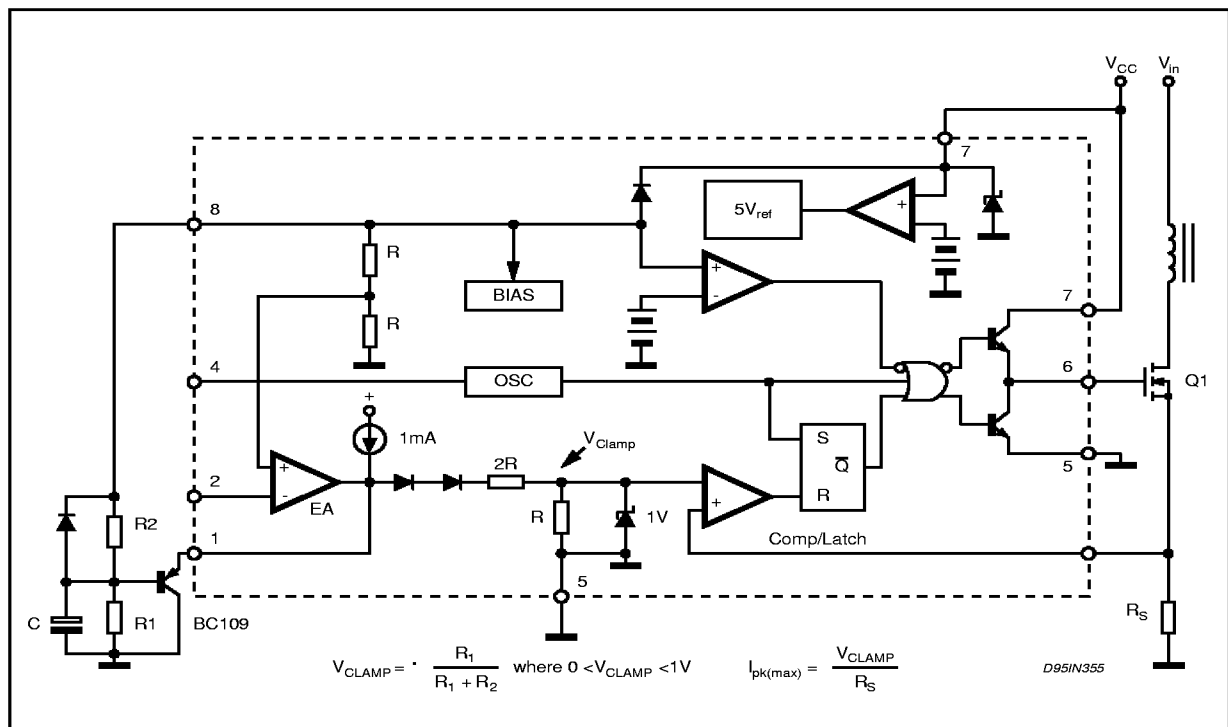 VCC
Vin
7
8
R
5Vref
+
BIAS
+
-
R
7
4
OSC
6
Q1
+
1mA
VClamp
S
2R
Q̅
5
+
2
-
EA
R
R2
R
1V
+
1
Comp/Latch
5
C
R1
BC109
RS
VCLAMP = · R1 / R1 + R2 where 0 <VCLAMP <1V
Ipk(max) = VCLAMP / RS
D95IN355